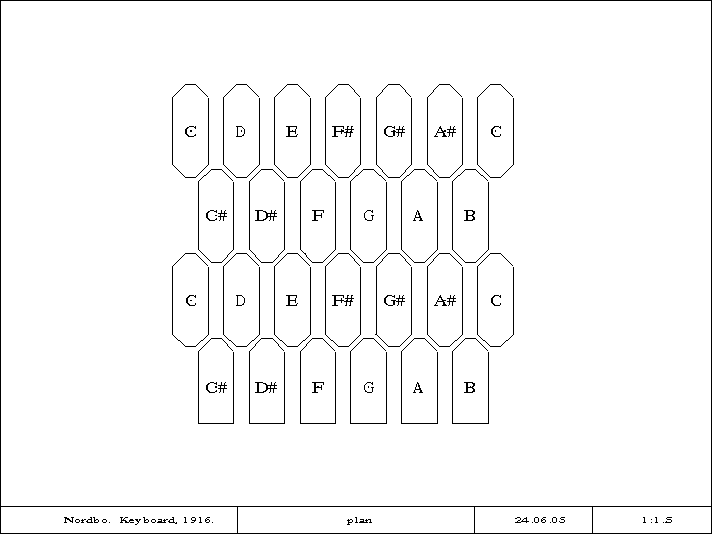 C D E F# G# A# C
C# D# F G A B
C D E F# G# A# C
C# D# F G A B
Nordbo. Keyboard, 1916. plan 24.06.05 1:1.5